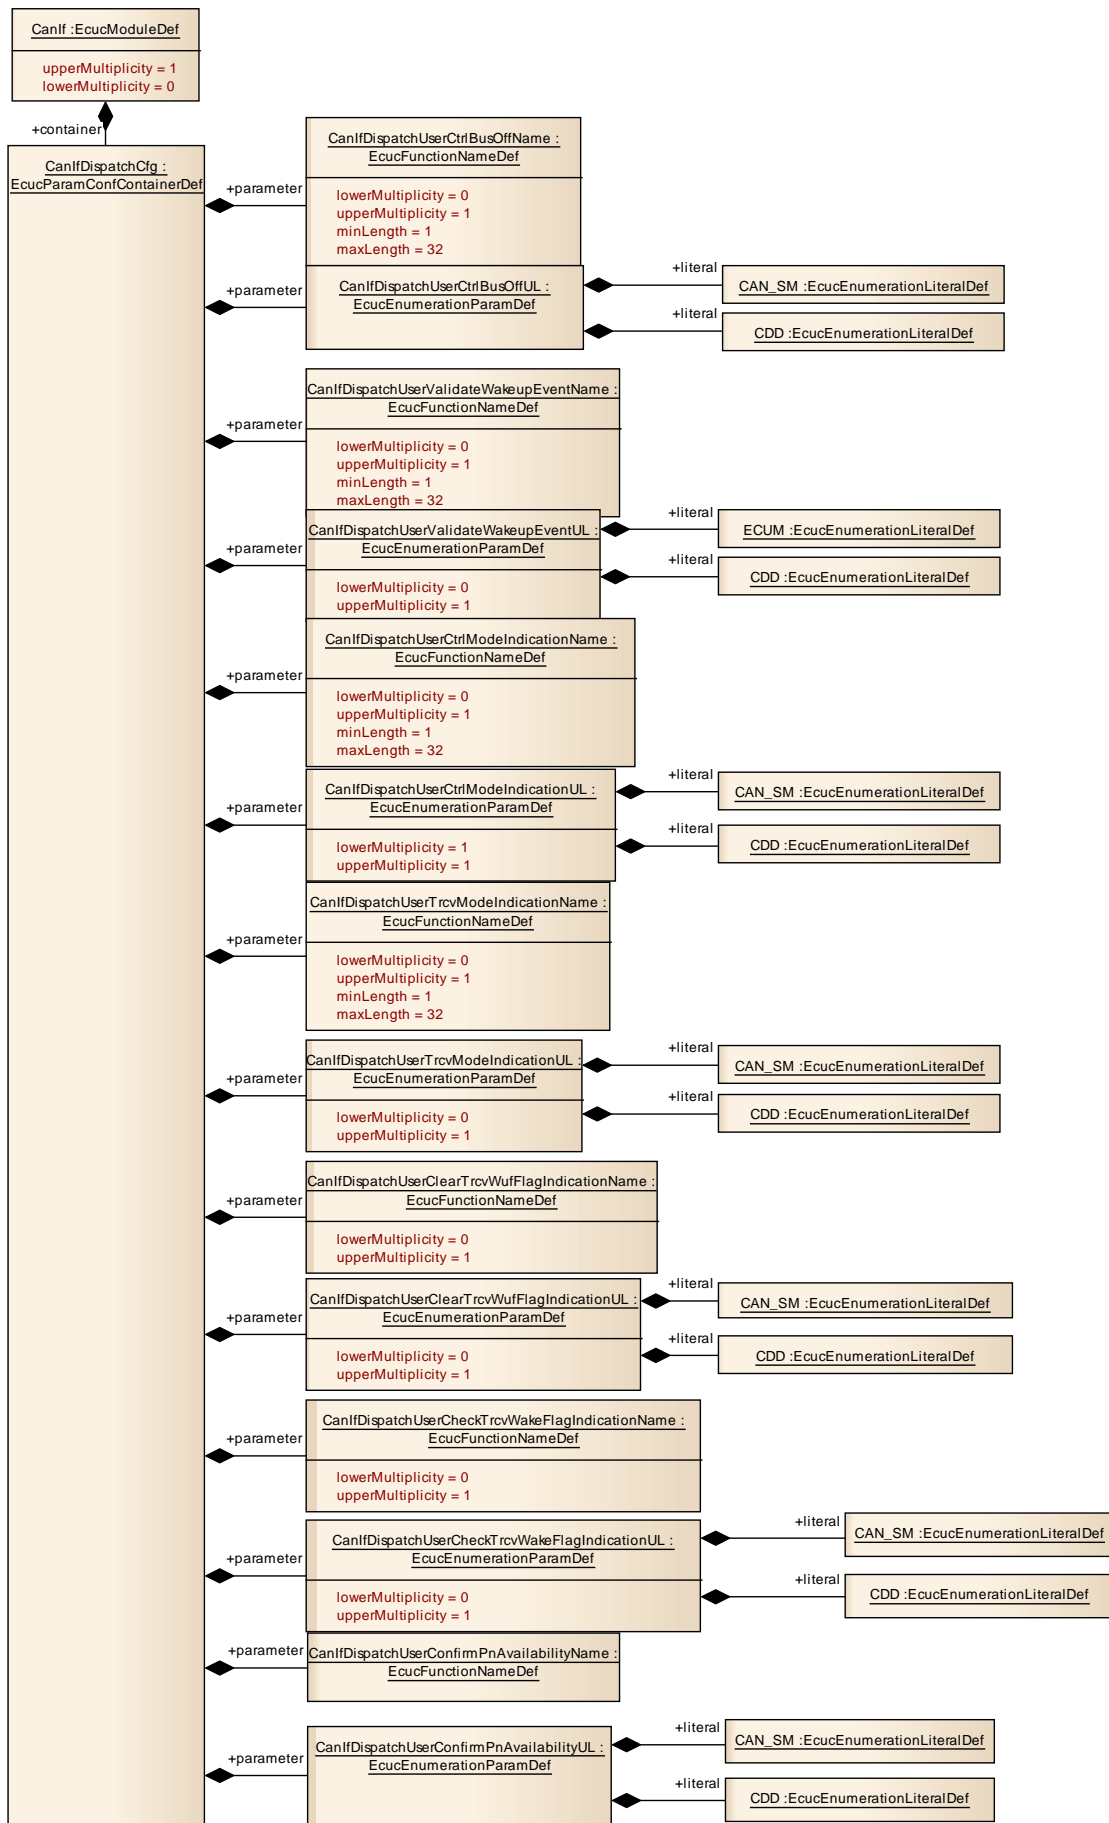 CanIf :EcucModuleDef
upperMultiplicity = 1
lowerMultiplicity = 0
+container
CanIfDispatchCfg :
EcucParamConfContainerDef
+parameter
CanIfDispatchUserCtrlBusOffName :
EcucFunctionNameDef
lowerMultiplicity = 0
upperMultiplicity = 1
minLength = 1
maxLength = 32
+parameter
CanIfDispatchUserCtrlBusOffUL :
EcucEnumerationParamDef
+literal
CAN_SM :EcucEnumerationLiteralDef
+literal
CDD :EcucEnumerationLiteralDef
+parameter
CanIfDispatchUserValidateWakeupEventName :
EcucFunctionNameDef
lowerMultiplicity = 0
upperMultiplicity = 1
minLength = 1
maxLength = 32
+parameter
CanIfDispatchUserValidateWakeupEventUL :
EcucEnumerationParamDef
lowerMultiplicity = 0
upperMultiplicity = 1
+literal
ECUM :EcucEnumerationLiteralDef
+literal
CDD :EcucEnumerationLiteralDef
+parameter
CanIfDispatchUserCtrlModeIndicationName :
EcucFunctionNameDef
lowerMultiplicity = 0
upperMultiplicity = 1
minLength = 1
maxLength = 32
+parameter
CanIfDispatchUserCtrlModeIndicationUL :
EcucEnumerationParamDef
lowerMultiplicity = 1
upperMultiplicity = 1
+literal
CAN_SM :EcucEnumerationLiteralDef
+literal
CDD :EcucEnumerationLiteralDef
+parameter
CanIfDispatchUserTrcvModeIndicationName :
EcucFunctionNameDef
lowerMultiplicity = 0
upperMultiplicity = 1
minLength = 1
maxLength = 32
+parameter
CanIfDispatchUserTrcvModeIndicationUL :
EcucEnumerationParamDef
lowerMultiplicity = 0
upperMultiplicity = 1
+literal
CAN_SM :EcucEnumerationLiteralDef
+literal
CDD :EcucEnumerationLiteralDef
+parameter
CanIfDispatchUserClearTrcvWufFlagIndicationName :
EcucFunctionNameDef
lowerMultiplicity = 0
upperMultiplicity = 1
+parameter
CanIfDispatchUserClearTrcvWufFlagIndicationUL :
EcucEnumerationParamDef
lowerMultiplicity = 0
upperMultiplicity = 1
+literal
CAN_SM :EcucEnumerationLiteralDef
+literal
CDD :EcucEnumerationLiteralDef
+parameter
CanIfDispatchUserCheckTrcvWakeFlagIndicationName :
EcucFunctionNameDef
lowerMultiplicity = 0
upperMultiplicity = 1
+parameter
CanIfDispatchUserCheckTrcvWakeFlagIndicationUL :
EcucEnumerationParamDef
lowerMultiplicity = 0
upperMultiplicity = 1
+literal
CAN_SM :EcucEnumerationLiteralDef
+literal
CDD :EcucEnumerationLiteralDef
+parameter
CanIfDispatchUserConfirmPnAvailabilityName :
EcucFunctionNameDef
+parameter
CanIfDispatchUserConfirmPnAvailabilityUL :
EcucEnumerationParamDef
+literal
CAN_SM :EcucEnumerationLiteralDef
+literal
CDD :EcucEnumerationLiteralDef